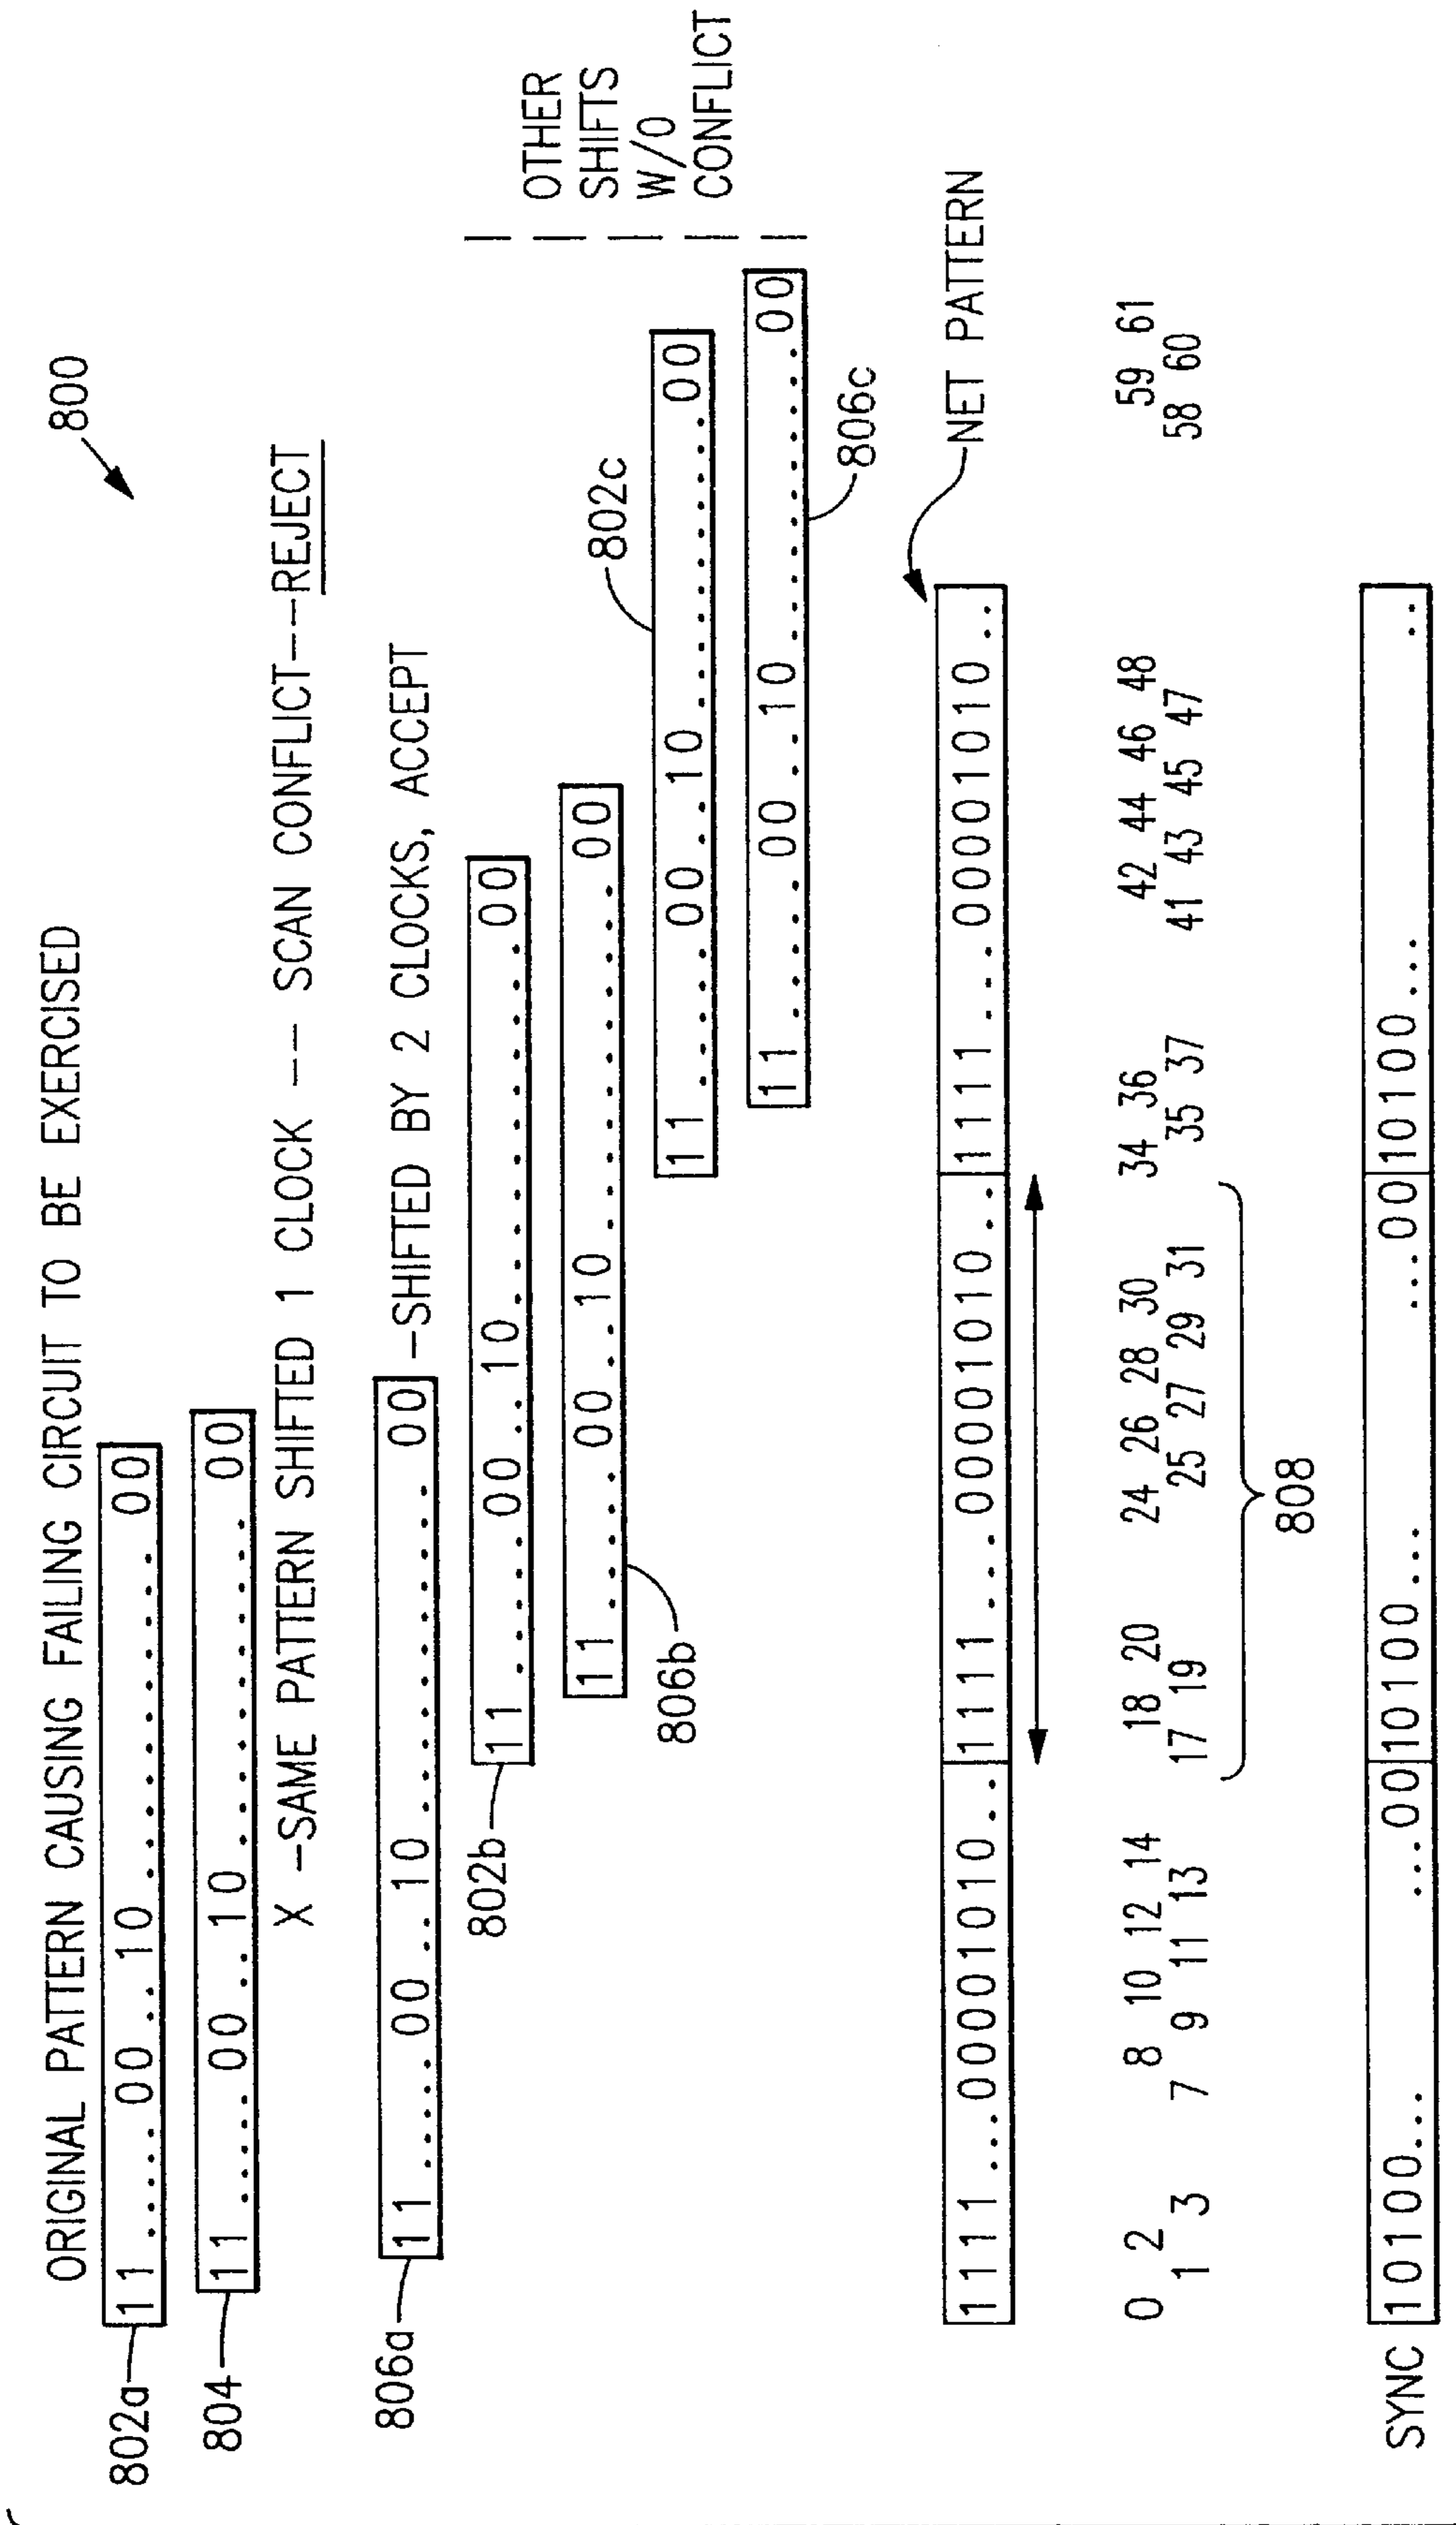 800
ORIGINAL PATTERN CAUSING FAILING CIRCUIT TO BE EXERCISED
802a
11.....00..10...............00
804
11.....00..10...............00
X -SAME PATTERN SHIFTED 1 CLOCK -- SCAN CONFLICT--REJECT
806a
11.....00..10...............00
-SHIFTED BY 2 CLOCKS, ACCEPT
802b
11.....00..10...............00
806b
11.....00..10...............00
802c
11.....00..10...............00
806c
11.....00..10...............00
OTHER
SHIFTS
W/O
CONFLICT
NET PATTERN
1111...00001010..1111...00001010..1111...00001010..
0 2 8 10 12 14 18 20 24 26 28 30 34 36 42 44 46 48 59 61
1 3 7 9 11 13 17 19 25 27 29 31 35 37 41 43 45 47 58 60
808
SYNC
10100... ...00 10100... ...00 10100... ..